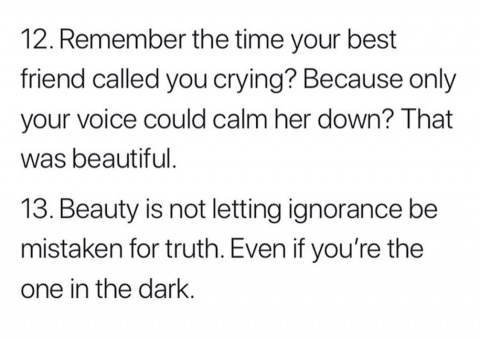 12. Remember the time your best
friend called you crying? Because only
your voice could calm her down? That
was beautiful.
13. Beauty is not letting ignorance be
mistaken for truth. Even if you’re the
one in the dark.